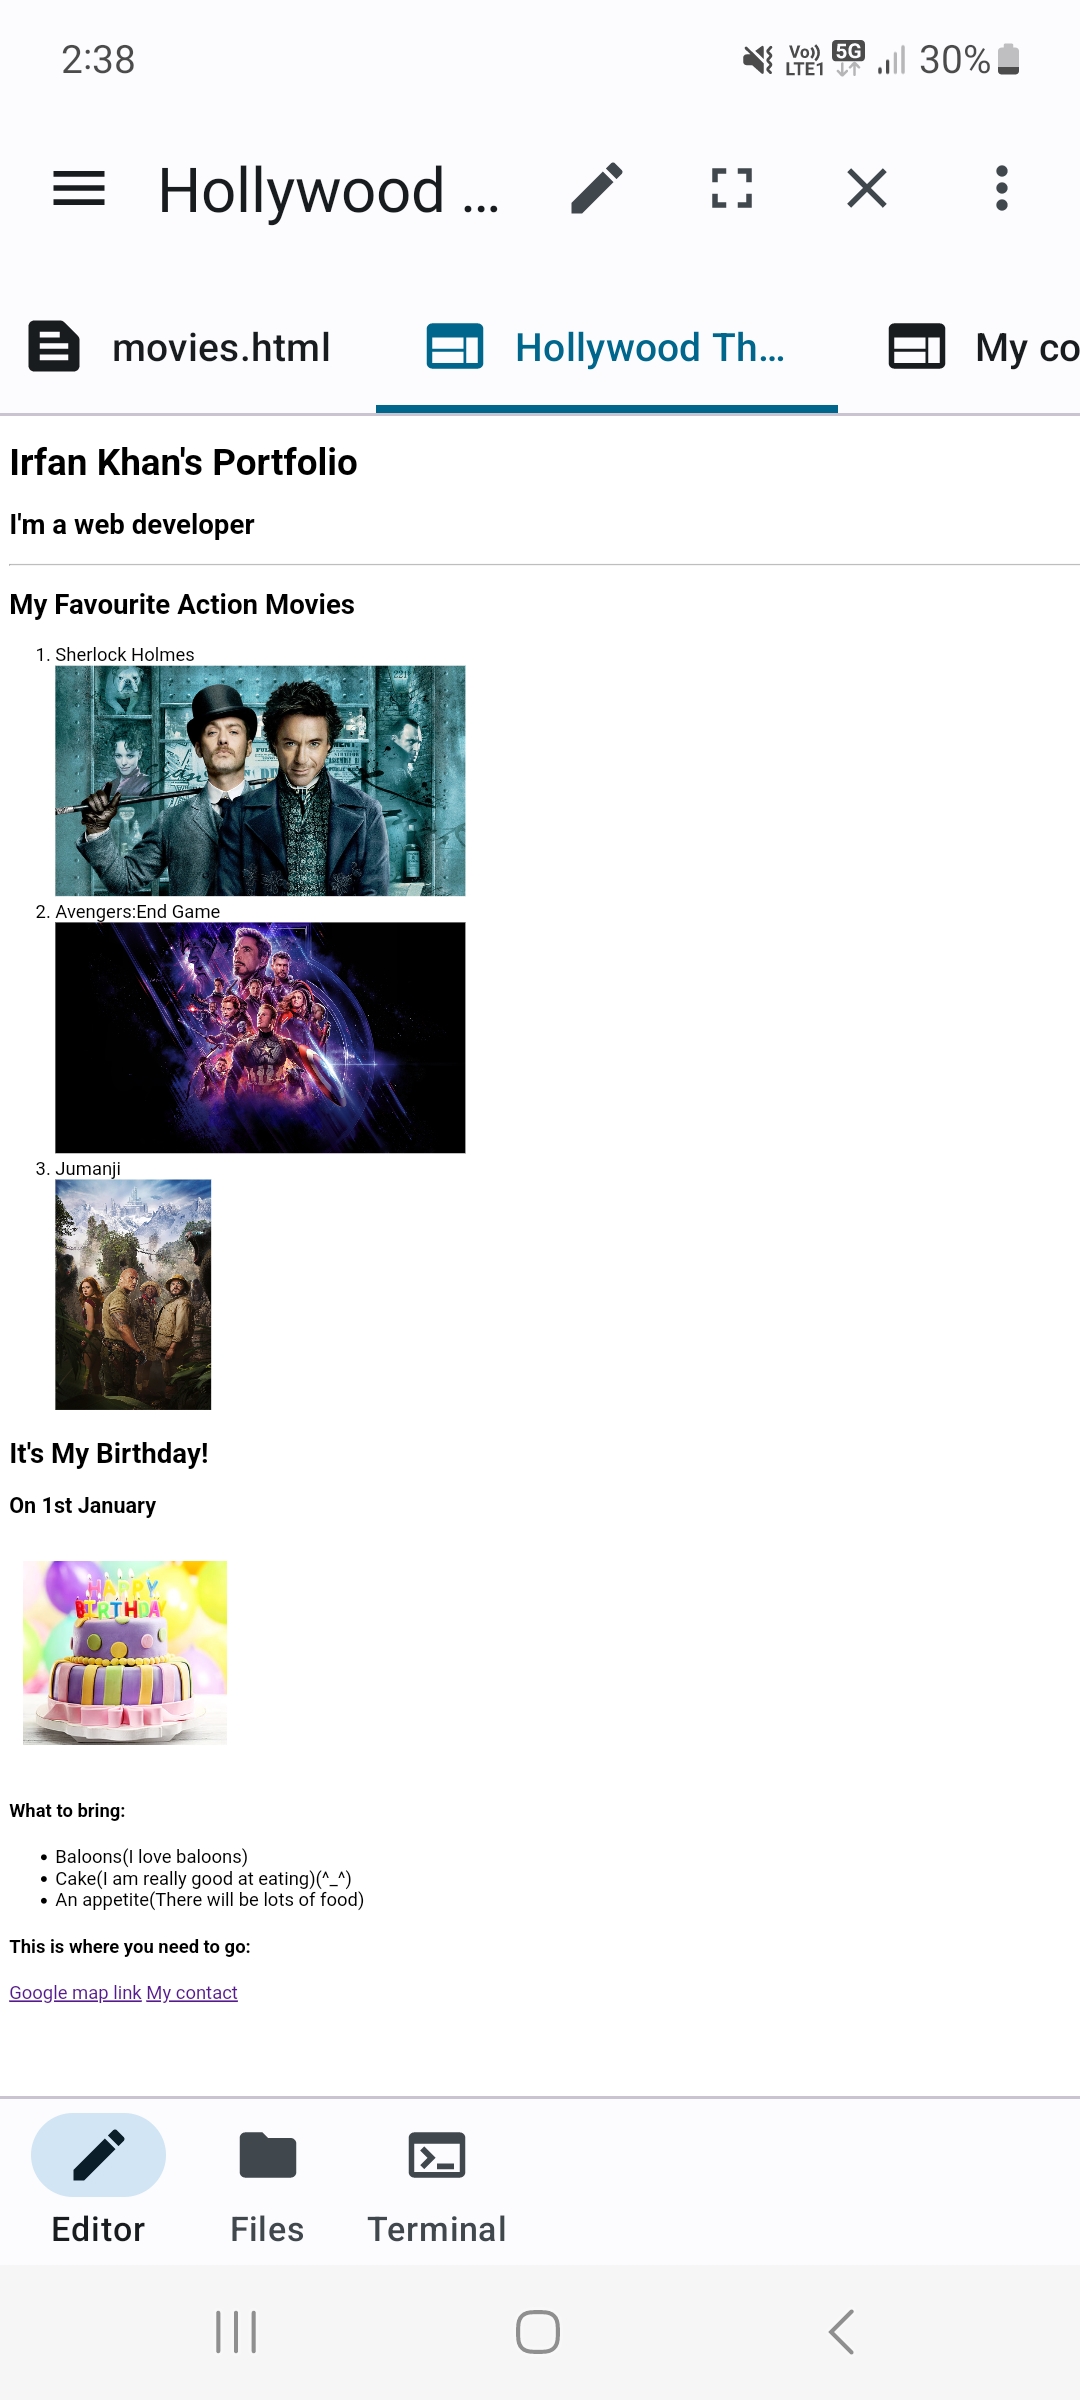 2:38
Vo)) LTE1 5G 30%
Hollywood ...
movies.html Hollywood Th... My co
Irfan Khan's Portfolio
I'm a web developer
My Favourite Action Movies
1. Sherlock Holmes
2. Avengers:End Game
3. Jumanji
It's My Birthday!
On 1st January
HAPPY
BIRTHDA
What to bring:
• Baloons(I love baloons)
• Cake(I am really good at eating)(^_^)
• An appetite(There will be lots of food)
This is where you need to go:
Google map link My contact
Editor Files Terminal